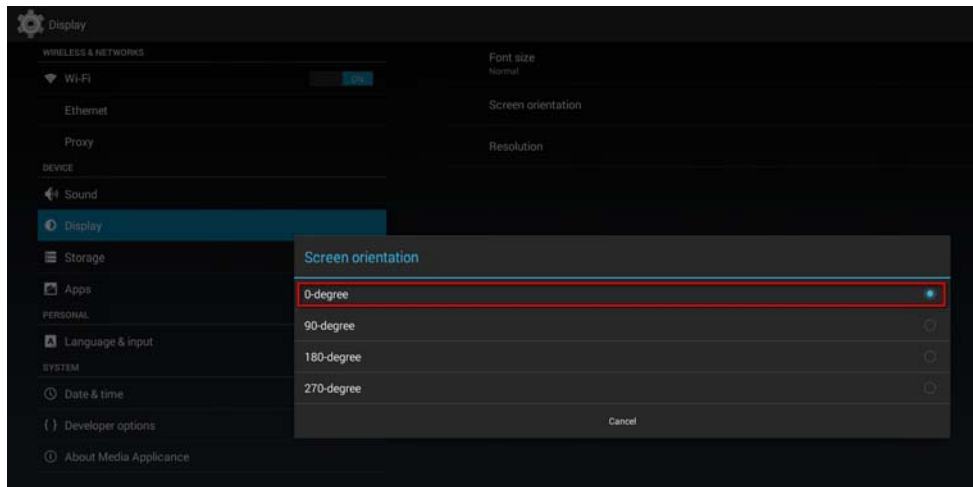 Display
WIRELESS & NETWORKS
Wi-Fi
ON
Ethernet
Proxy
DEVICE
Sound
Display
Storage
Apps
PERSONAL
Language & input
SYSTEM
Date & time
Developer options
About Media Applicance
Font size
Normal
Screen orientation
Resolution
Screen orientation
0-degree
90-degree
180-degree
270-degree
Cancel